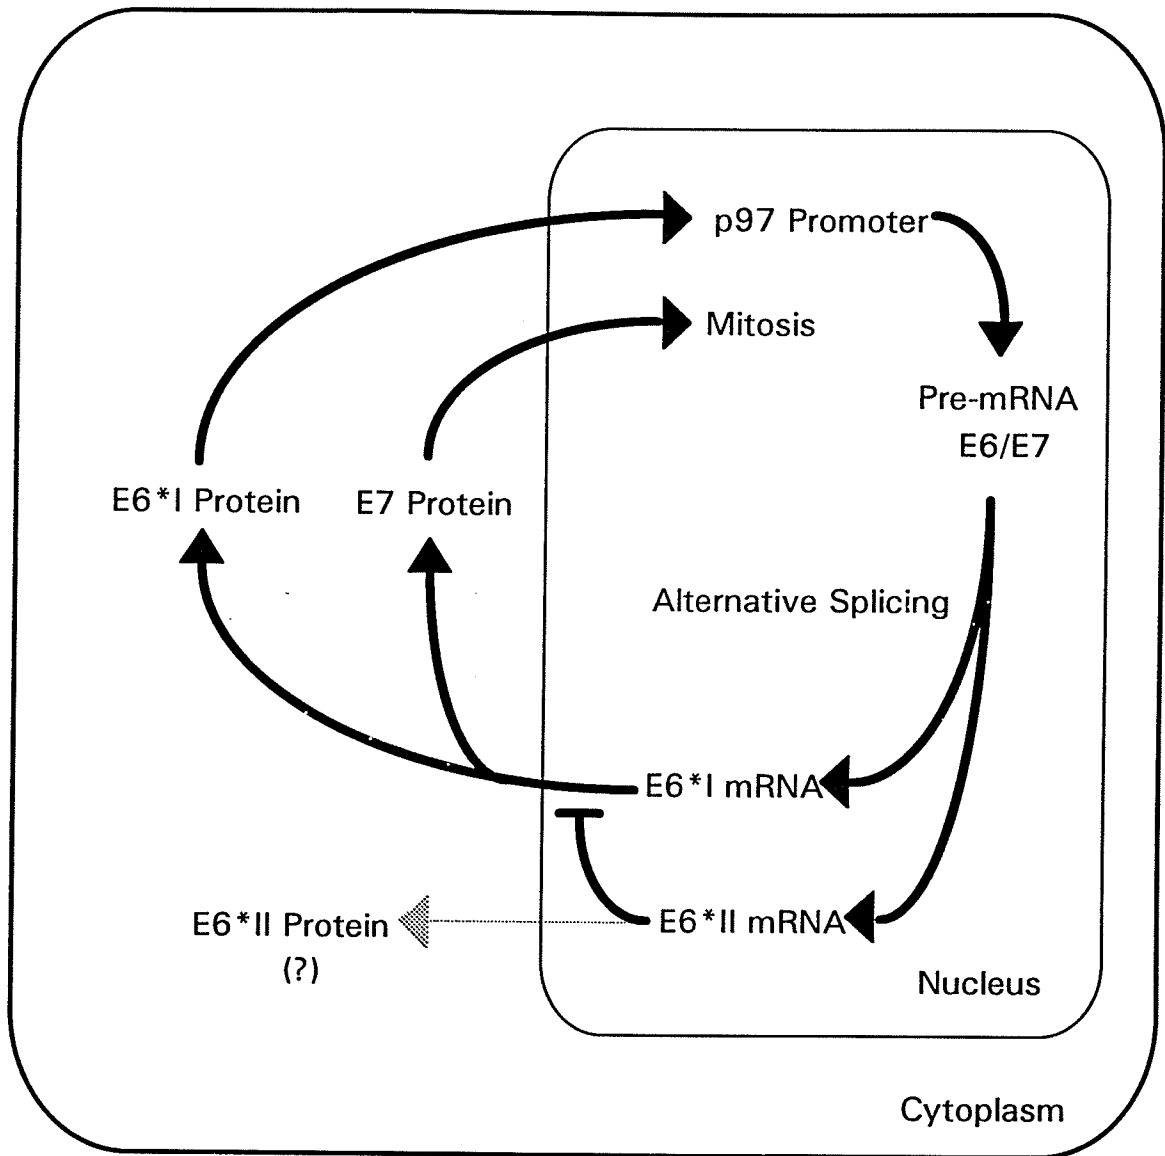 p97 Promoter
Mitosis
Pre-mRNA
E6/E7
E6*I Protein
E7 Protein
Alternative Splicing
E6*I mRNA
E6*II mRNA
E6*II Protein
(?)
Nucleus
Cytoplasm